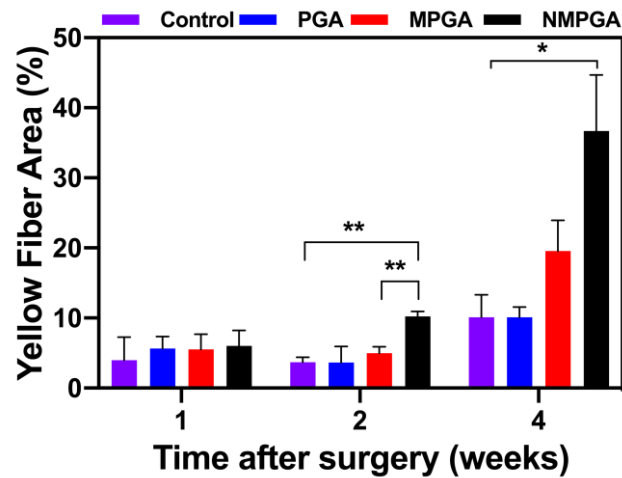 Control PGA MPGA NMPGA
Yellow Fiber Area (%)
50
40
30
20
10
0
**
**
*
1 2 4
Time after surgery (weeks)